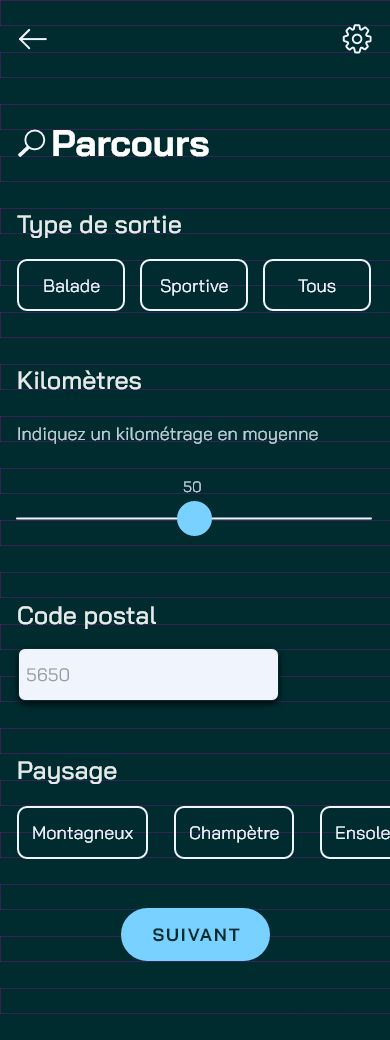 Parcours
Type de sortie
Balade Sportive Tous
Kilomètres
Indiquez un kilométrage en moyenne
50
Code postal
5650
Paysage
Montagneux Champètre Ensole
SUIVANT